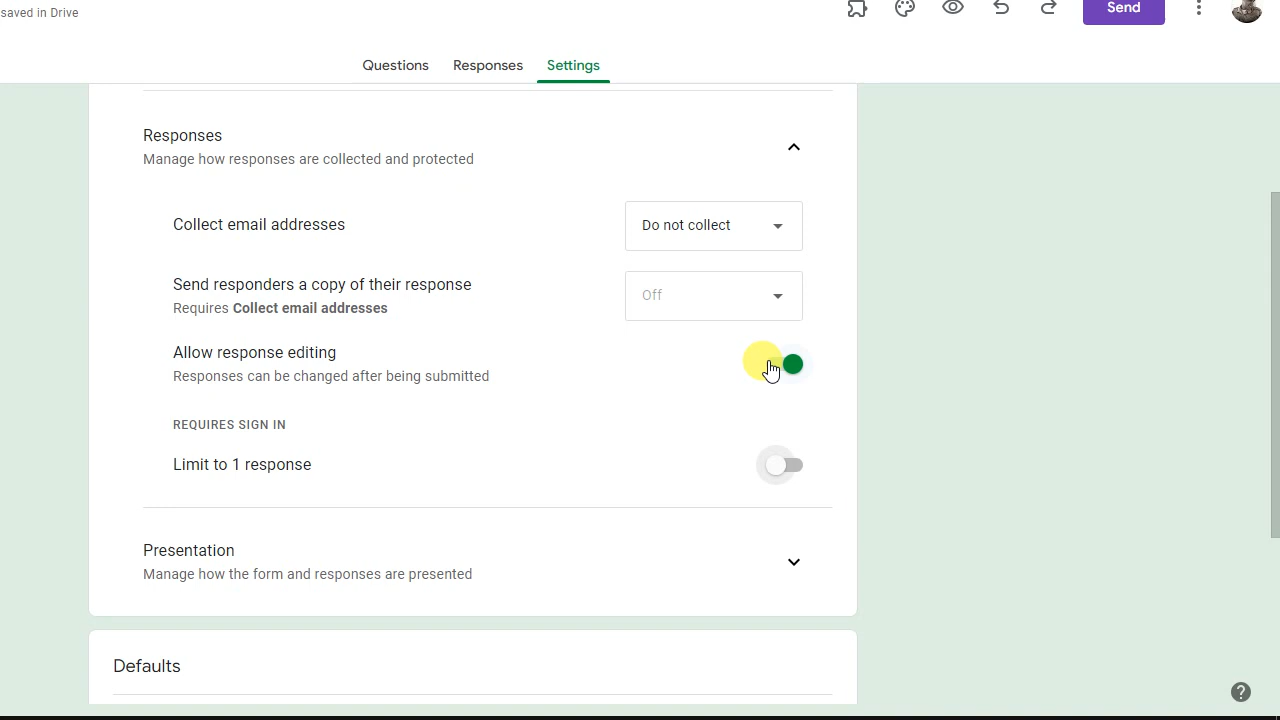 saved in Drive
Send
Questions
Responses
Settings
Responses
Manage how responses are collected and protected
Collect email addresses
Do not collect
Send responders a copy of their response
Requires Collect email addresses
Off
Allow response editing
Responses can be changed after being submitted
REQUIRES SIGN IN
Limit to 1 response
Presentation
Manage how the form and responses are presented
Defaults